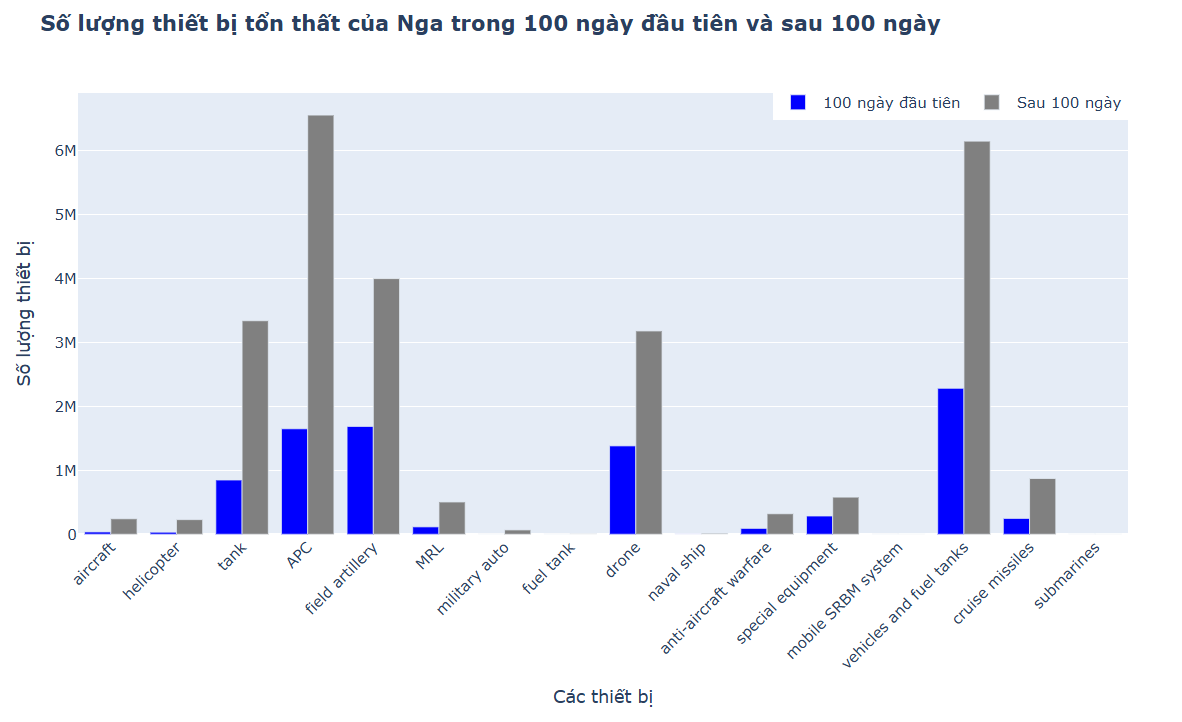 Số lượng thiết bị tổn thất của Nga trong 100 ngày đầu tiên và sau 100 ngày
100 ngày đầu tiên
Sau 100 ngày
Số lượng thiết bị
6M
5M
4M
3M
2M
1M
0
aircraft
helicopter
tank
APC
field artillery
MRL
military auto
fuel tank
drone
naval ship
anti-aircraft warfare
special equipment
mobile SRBM system
vehicles and fuel tanks
cruise missiles
submarines
Các thiết bị